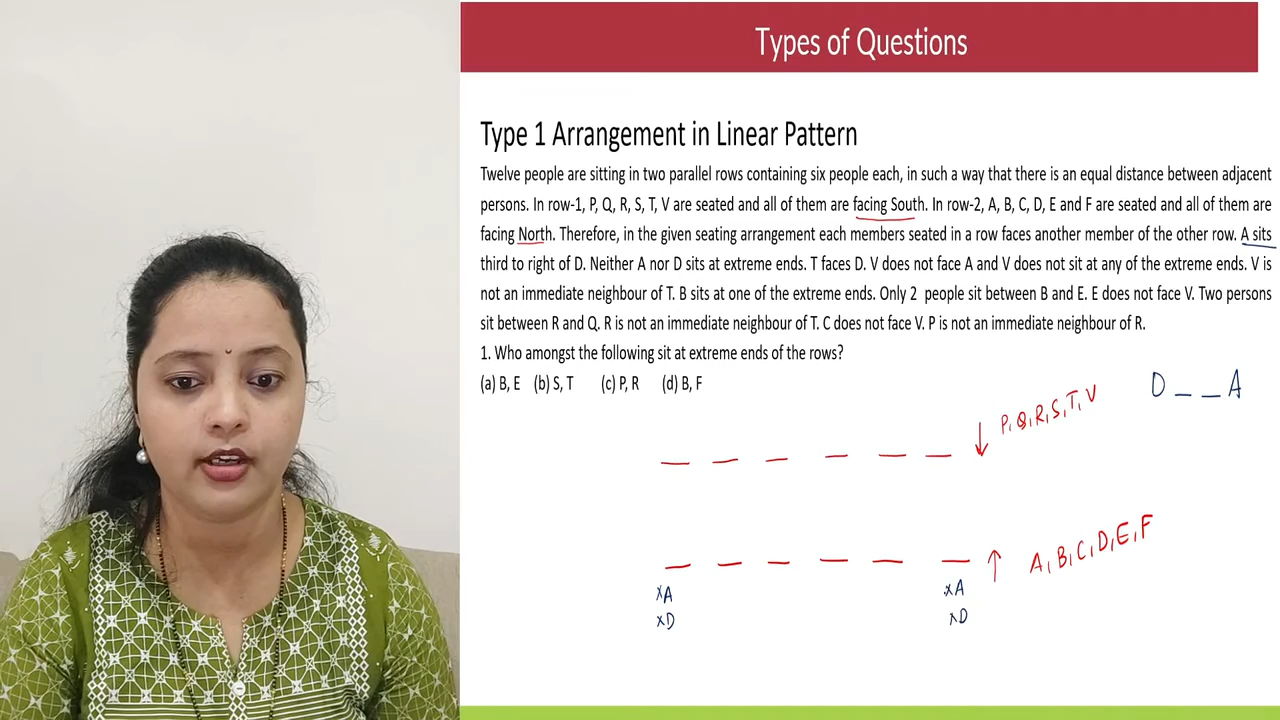 Types of Questions
Type 1 Arrangement in Linear Pattern
Twelve people are sitting in two parallel rows containing six people each, in such a way that there is an equal distance between adjacent
persons. In row-1, P, Q, R, S, T, V are seated and all of them are facing South. In row-2, A, B, C, D, E and F are seated and all of them are
facing North. Therefore, in the given seating arrangement each members seated in a row faces another member of the other row. A sits
third to right of D. Neither A nor D sits at extreme ends. T faces D. V does not face A and V does not sit at any of the extreme ends. V is
not an immediate neighbour of T. B sits at one of the extreme ends. Only 2 people sit between B and E. E does not face V. Two persons
sit between R and Q. R is not an immediate neighbour of T. C does not face V. P is not an immediate neighbour of R.
1. Who amongst the following sit at extreme ends of the rows?
(a) B, E (b) S, T (c) P, R (d) B, F
D _ _ A
↓ P, Q, R, S, T, V
_ _ _ _ _ _
_ _ _ _ _ _ ↑ A, B, C, D, E, F
×A ×A
×D ×D